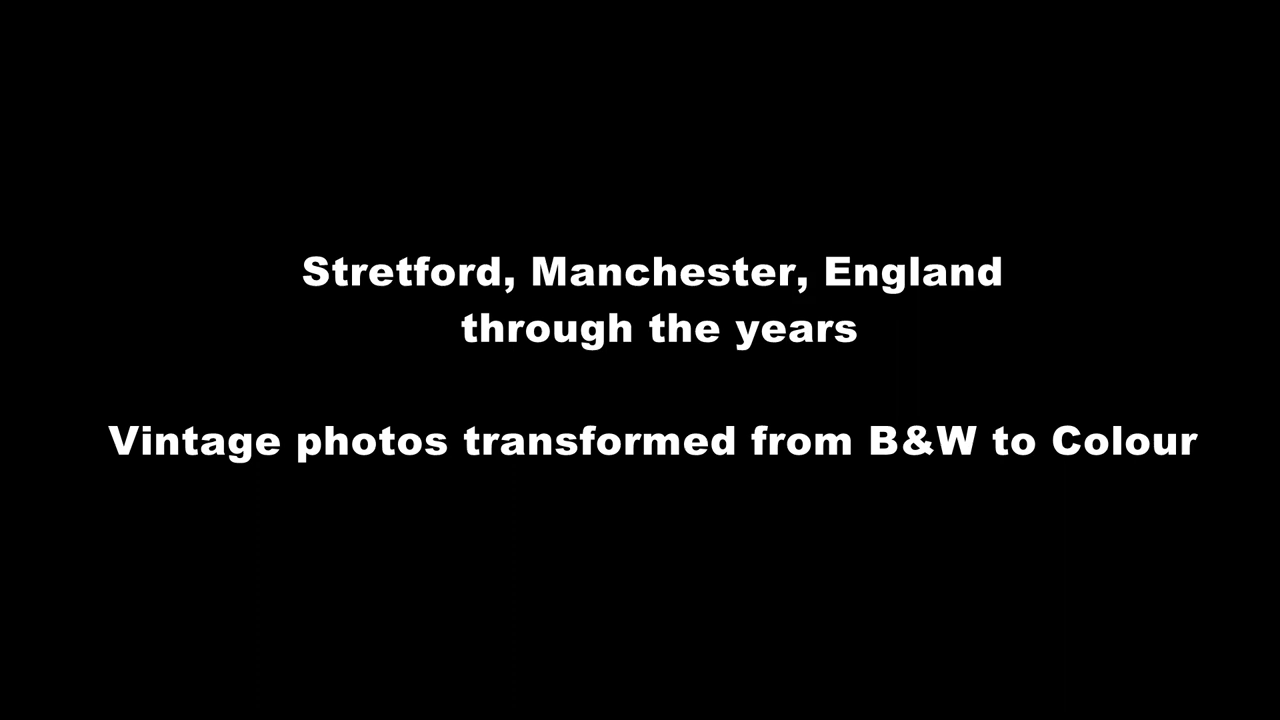 Stretford, Manchester, England
through the years
Vintage photos transformed from B&W to Colour